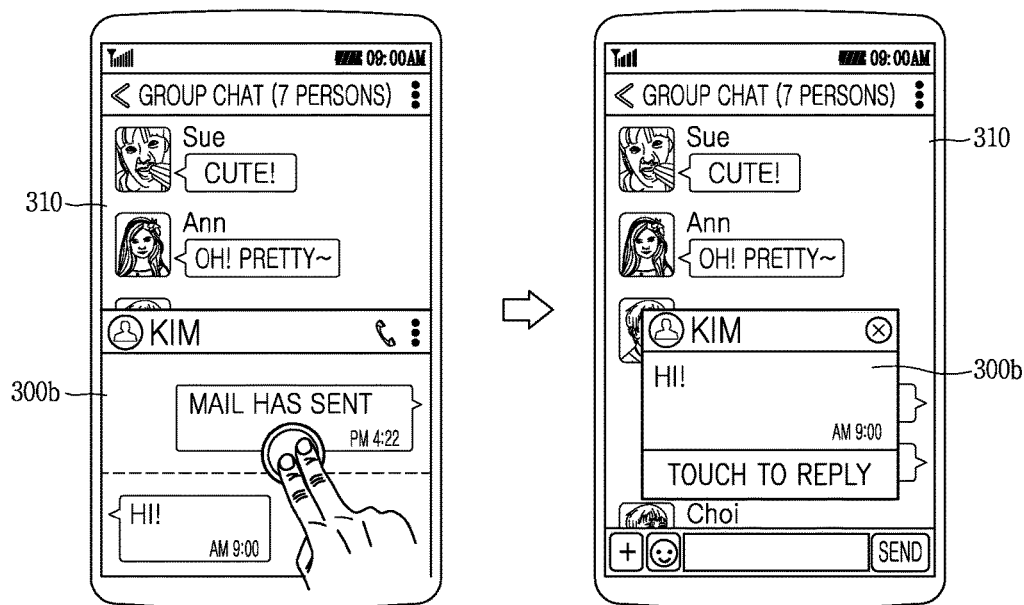 09:00AM
GROUP CHAT (7 PERSONS)
Sue
CUTE!
310
Ann
OH! PRETTY~
KIM
300b
MAIL HAS SENT
PM 4:22
HI!
AM 9:00
09:00AM
GROUP CHAT (7 PERSONS)
310
Sue
CUTE!
Ann
OH! PRETTY~
KIM
HI!
300b
AM 9:00
TOUCH TO REPLY
Choi
+
SEND